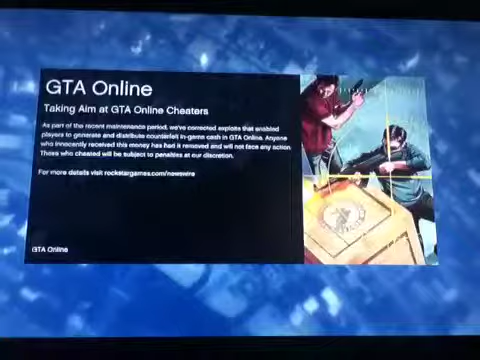 GTA Online
Taking Aim at GTA Online Cheaters
As part of the recent maintenance period, we've corrected exploits that enabled
players to generate and distribute counterfeit in-game cash in GTA Online. Anyone
who innocently received this money has had it removed and will not face any action.
Those who cheated will be subject to penalties at our discretion.
For more details visit rockstargames.com/newswire
GTA Online